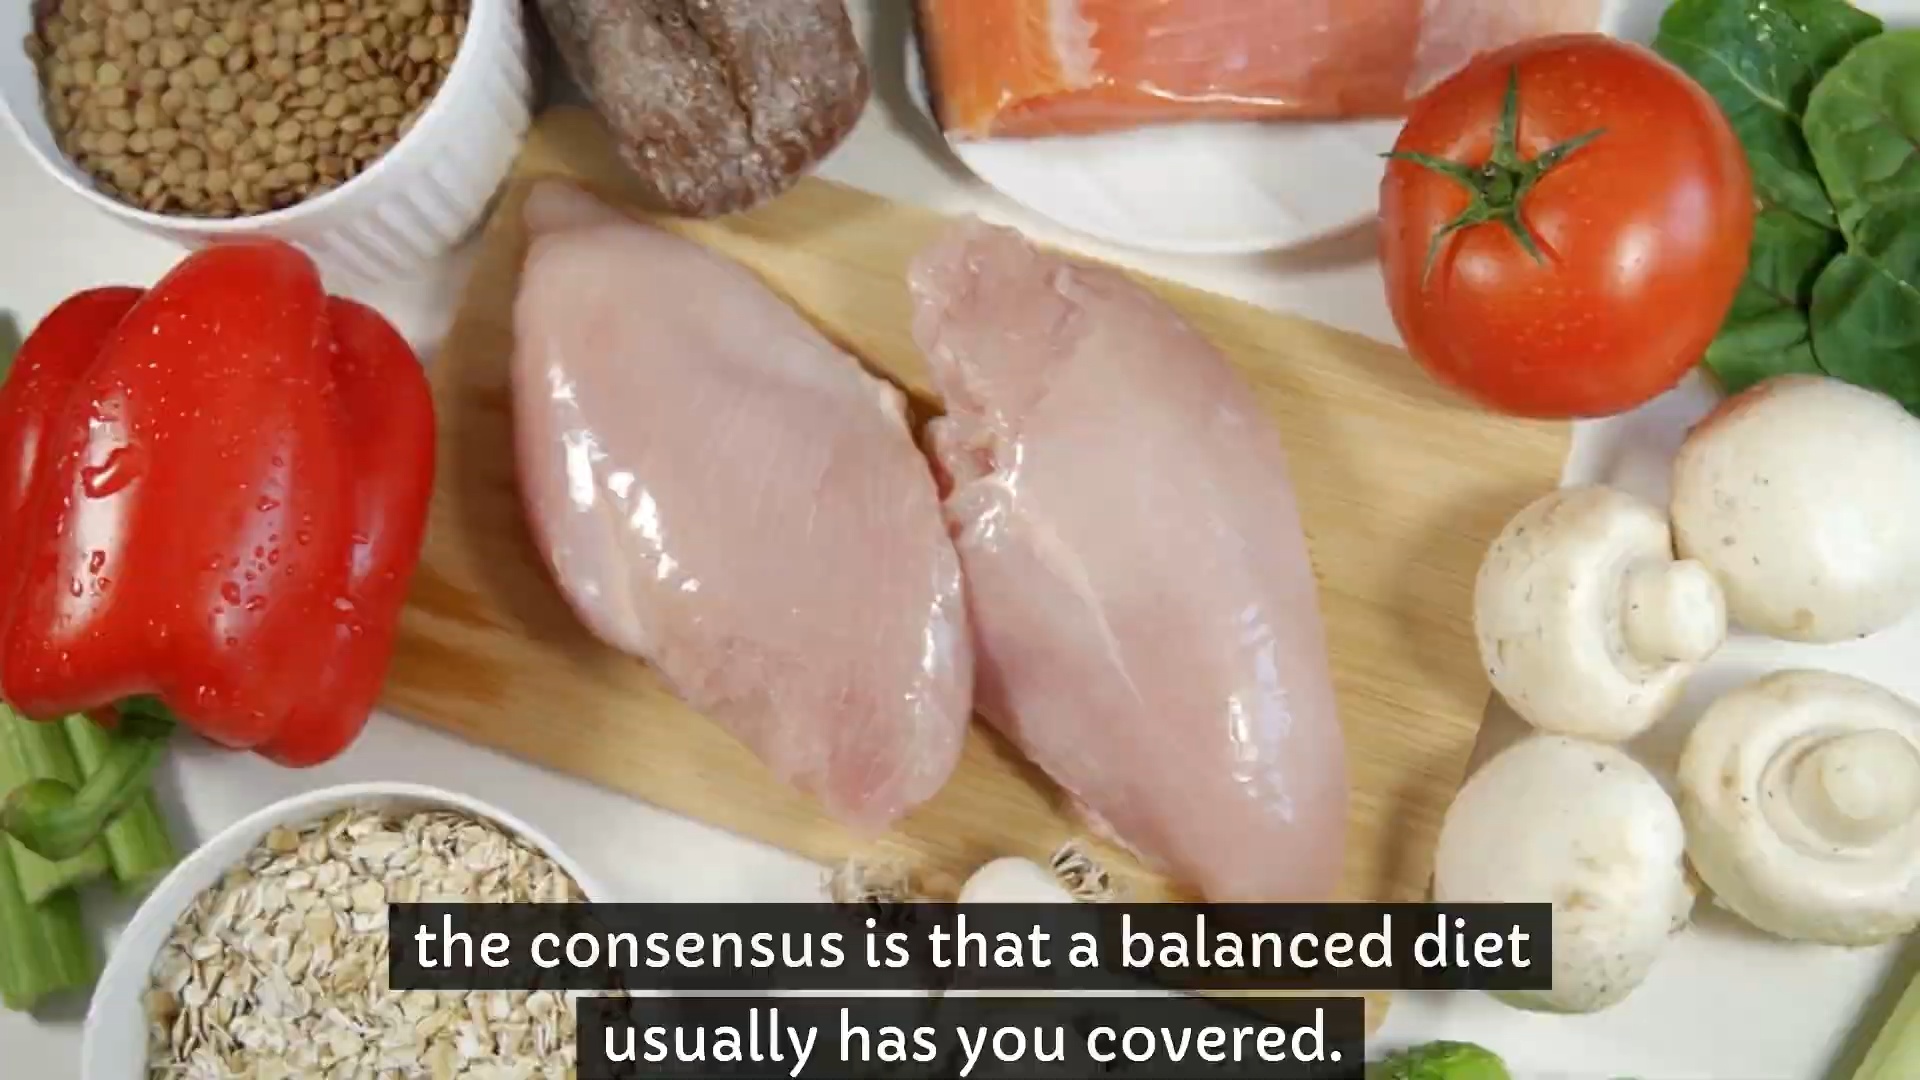 the consensus is that a balanced diet
usually has you covered.